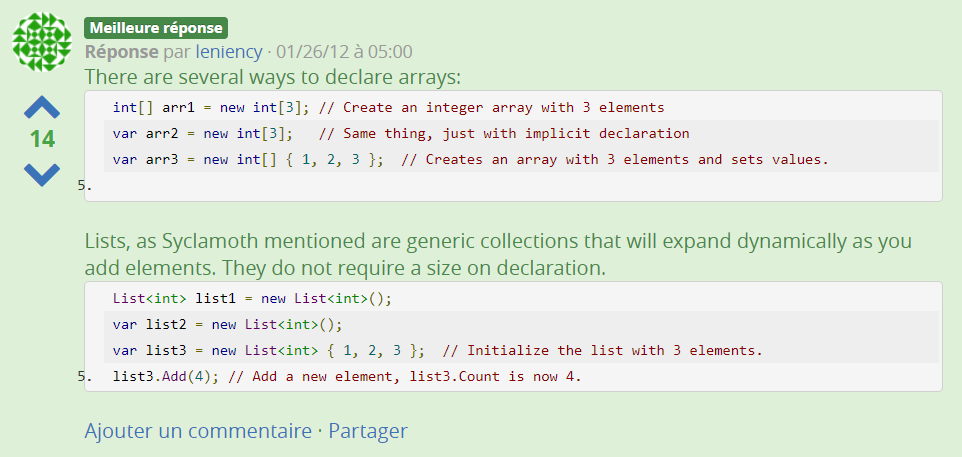 Meilleure réponse
Réponse par leniency · 01/26/12 à 05:00
There are several ways to declare arrays:
14
int[] arr1 = new int[3]; // Create an integer array with 3 elements
var arr2 = new int[3];   // Same thing, just with implicit declaration
var arr3 = new int[] { 1, 2, 3 };  // Creates an array with 3 elements and sets values.
5.
Lists, as Syclamoth mentioned are generic collections that will expand dynamically as you
add elements. They do not require a size on declaration.
List<int> list1 = new List<int>();
var list2 = new List<int>();
var list3 = new List<int> { 1, 2, 3 };  // Initialize the list with 3 elements.
5. list3.Add(4); // Add a new element, list3.Count is now 4.
Ajouter un commentaire · Partager